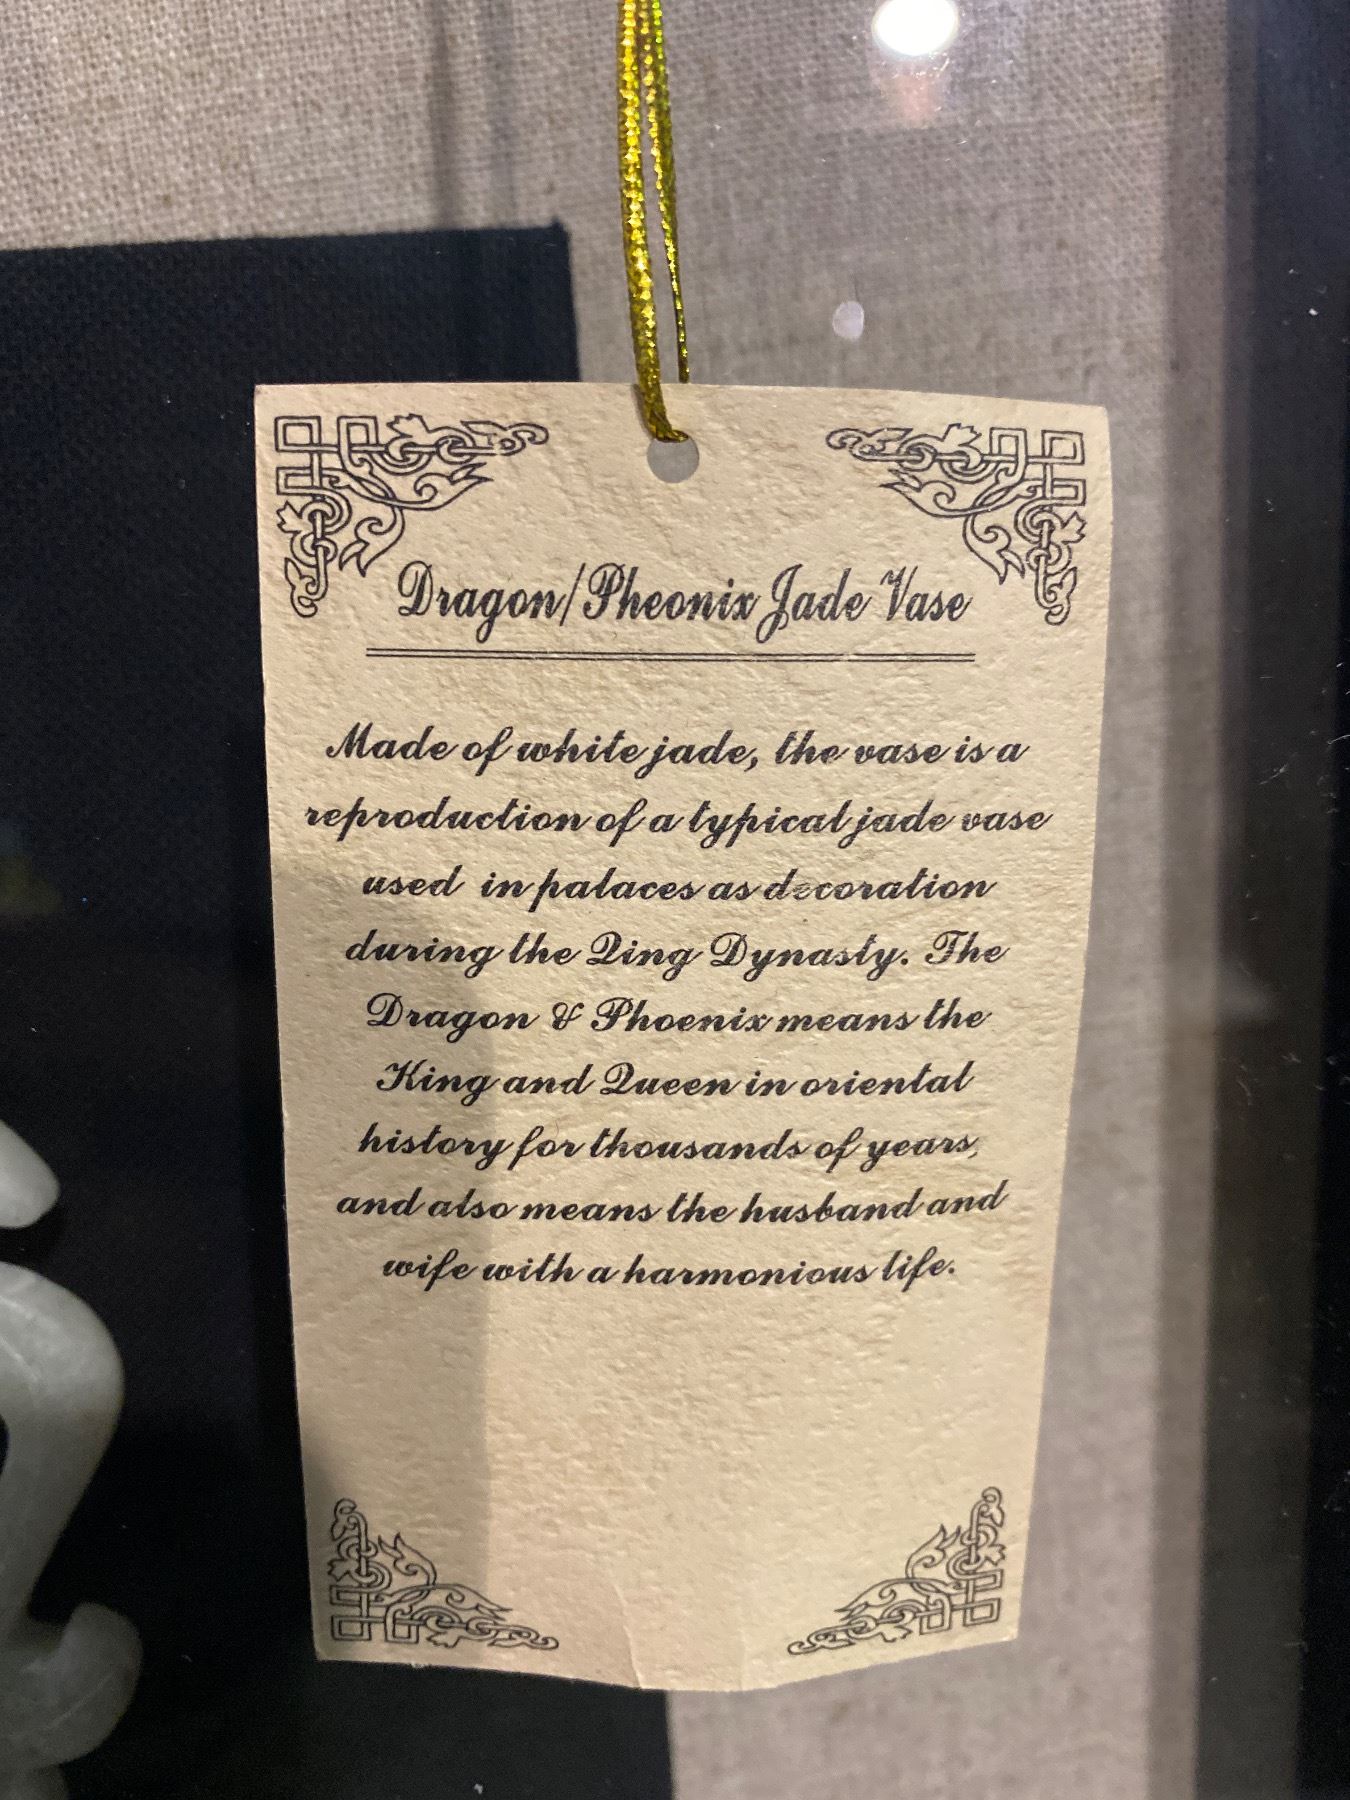 Dragon/Pheonix Jade Vase
Made of white jade, the vase is a
reproduction of a typical jade vase
used in palaces as decoration
during the Qing Dynasty. The
Dragon & Phoenix means the
King and Queen in oriental
history for thousands of years,
and also means the husband and
wife with a harmonious life.